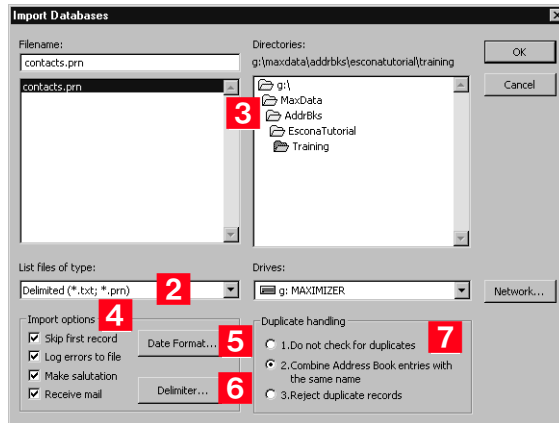 Import Databases
Filename:
contacts.prn
contacts.prn
Directories:
g:\maxdata\addrbks\esconatutorial\training
3
g:\
MaxData
AddrBks
EsconaTutorial
Training
OK
Cancel
List files of type:
Delimited (*.txt; *.prn)
2
Drives:
g: MAXIMIZER
Network...
Import options
4
Skip first record
Log errors to file
Make salutation
Receive mail
Date Format...
5
Delimiter...
6
Duplicate handling
7
1.Do not check for duplicates
2.Combine Address Book entries with
the same name
3.Reject duplicate records